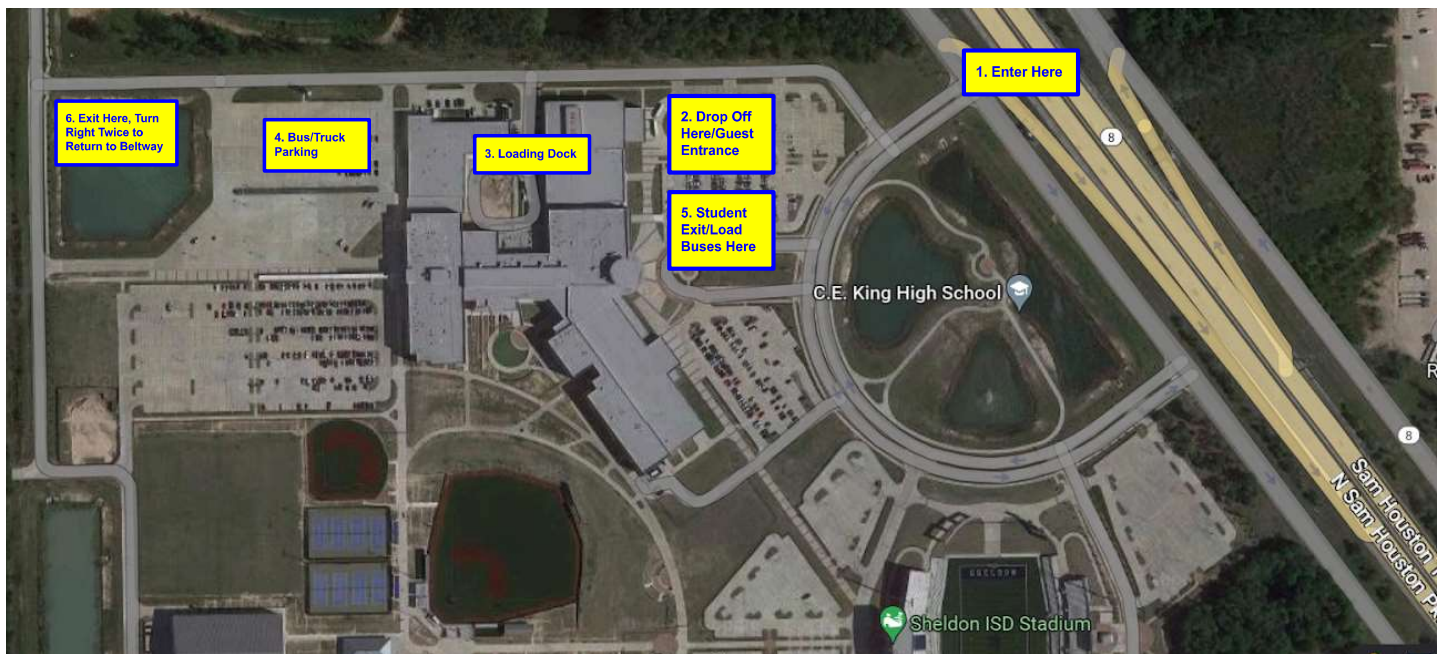 1. Enter Here
6. Exit Here, Turn
Right Twice to
Return to Beltway
4. Bus/Truck
Parking
3. Loading Dock
2. Drop Off
Here/Guest
Entrance
8
5. Student
Exit/Load
Buses Here
C.E. King High School
R
8
Sam Houston
N Sam Houston
SHELDON
Sheldon ISD Stadium